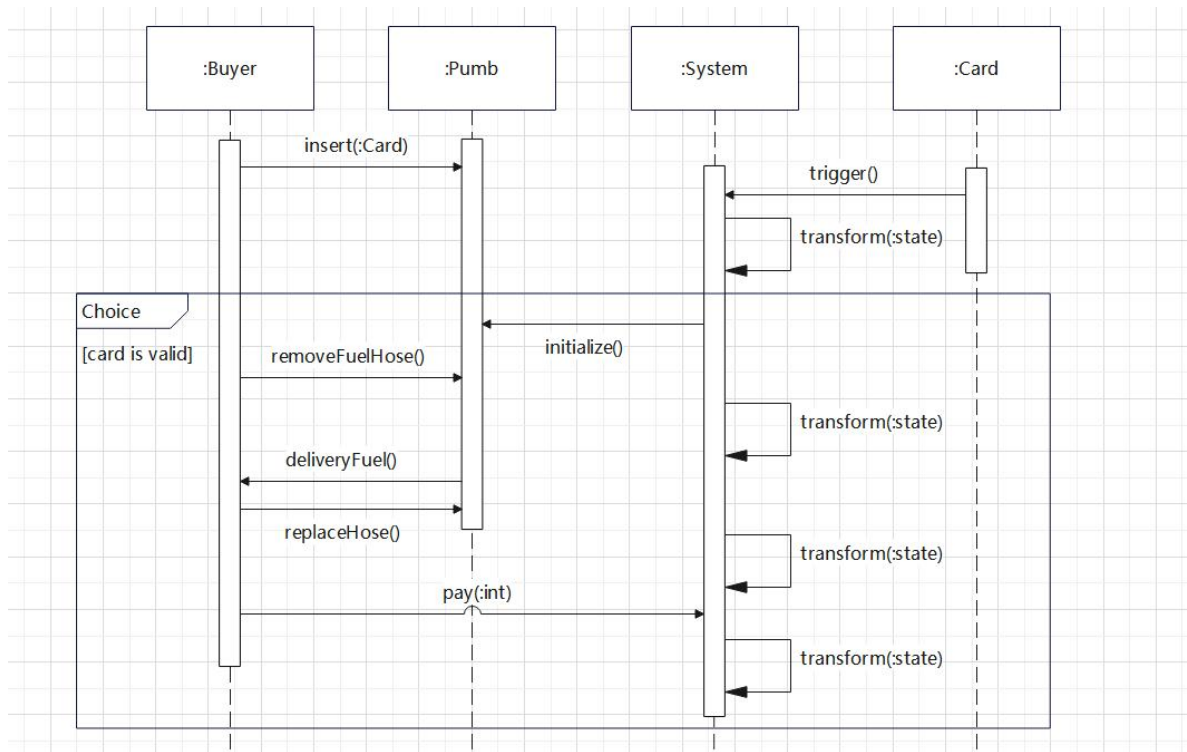 :Buyer
:Pumb
:System
:Card
insert(:Card)
trigger()
transform(:state)
Choice
initialize()
[card is valid]
removeFuelHose()
transform(:state)
deliveryFuel()
replaceHose()
transform(:state)
pay(:int)
transform(:state)